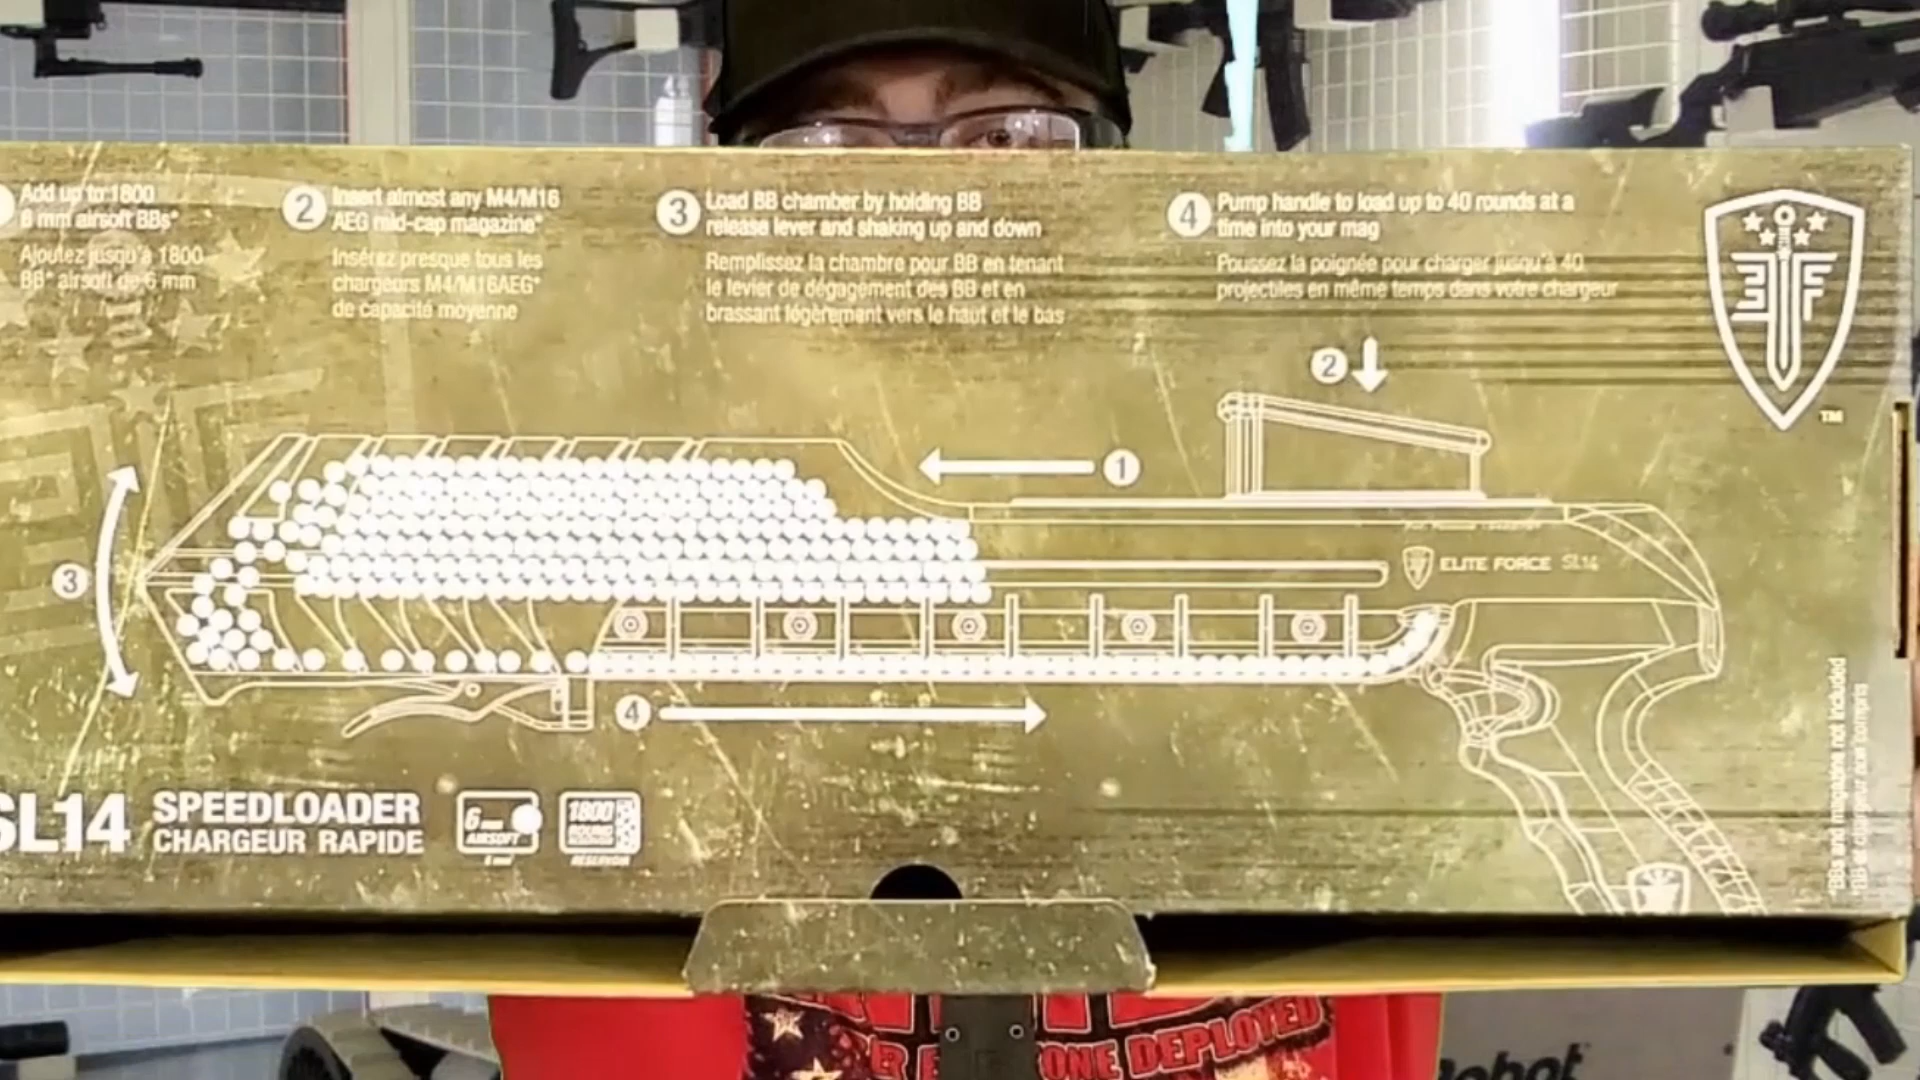 Add up to 1800
6 mm airsoft BBs*
Ajoutez jusqu'à 1800
BB* airsoft de 6 mm
2
Insert almost any M4/M16
AEG mid-cap magazine*
Insérez presque tous les
chargeurs M4/M16AEG*
de capacité moyenne
3
Load BB chamber by holding BB
release lever and shaking up and down
Remplissez la chambre pour BB en tenant
le levier de dégagement des BB et en
brassant légèrement vers le haut et le bas
4
Pump handle to load up to 40 rounds at a
time into your mag
Poussez la poignée pour charger jusqu'à 40
projectiles en même temps dans votre chargeur
TM
2
1
3
ELITE FORCE SL14
4
SL14
SPEEDLOADER
CHARGEUR RAPIDE
6 mm
AIRSOFT
1800
ROUND
RESERVOIR
*BBs and magazine not included
DEPLOYED